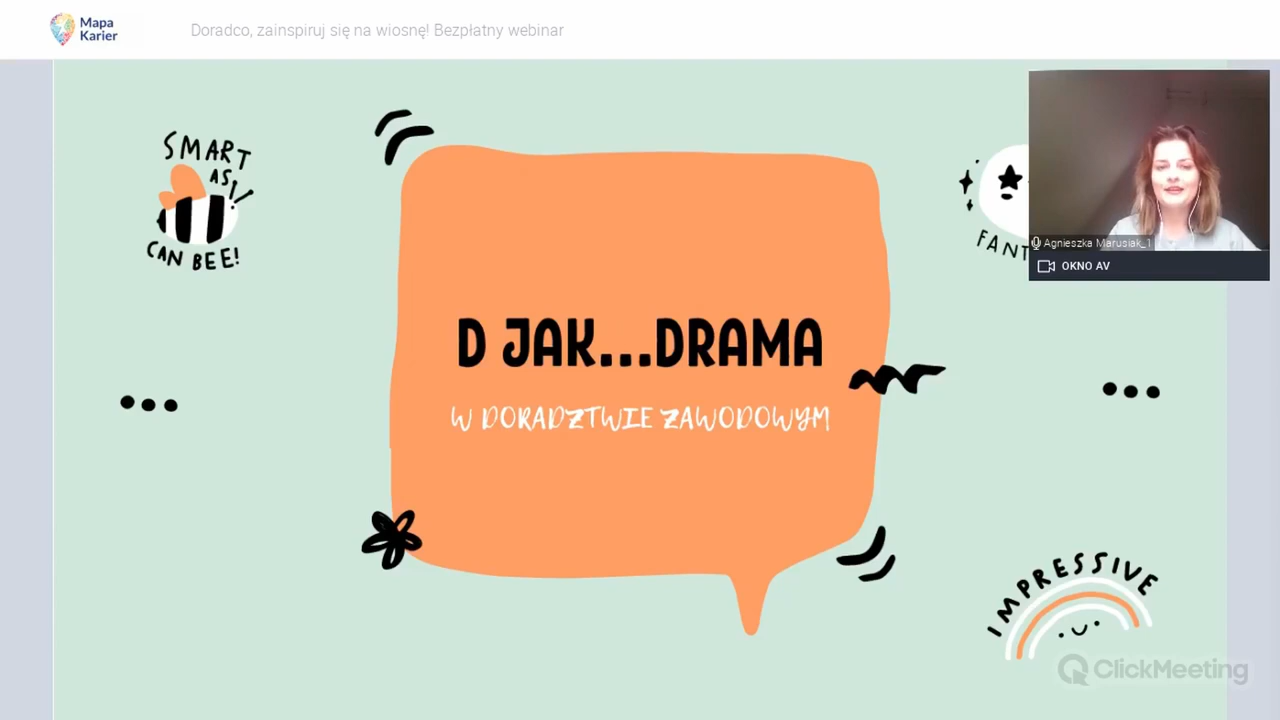 Mapa
Karier
Doradco, zainspiruj się na wiosnę! Bezpłatny webinar
SMART
AS
CAN BEE!
D JAK...DRAMA
W DORADZTWIE ZAWODOWYM
FANT
Agnieszka Marusiak_1
OKNO AV
IMPRESSIVE
ClickMeeting